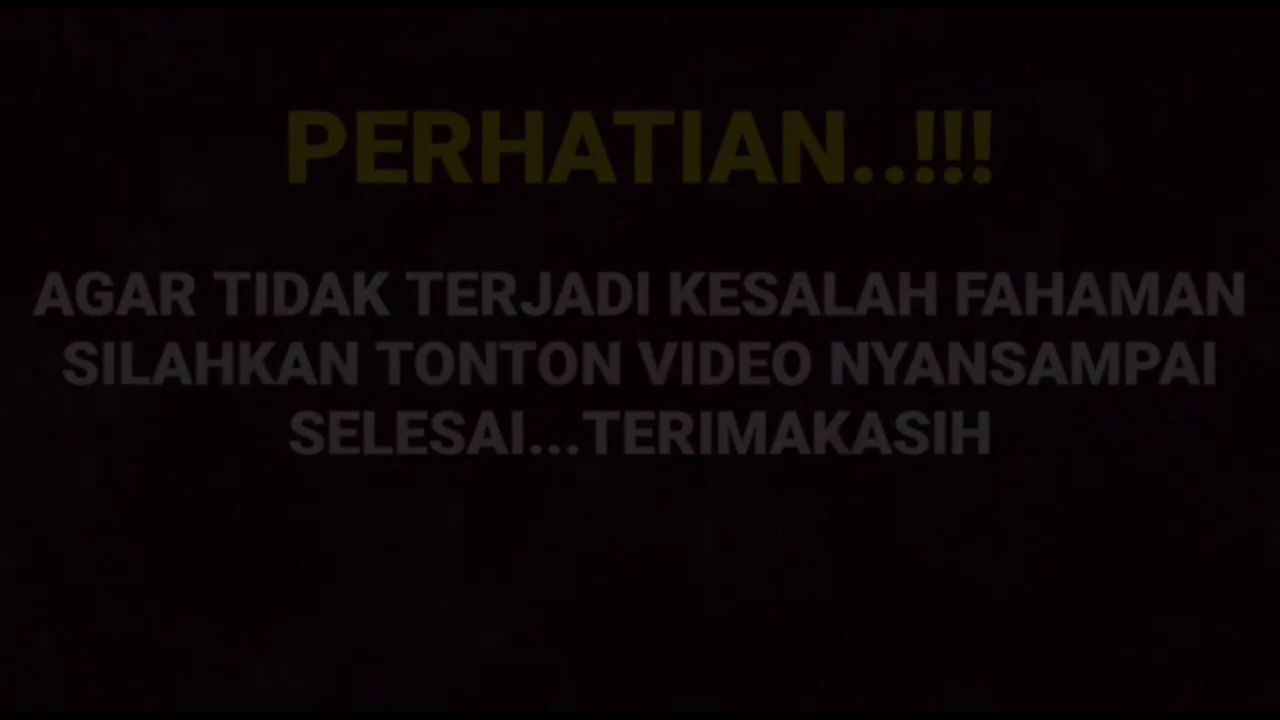 PERHATIAN..!!!
AGAR TIDAK TERJADI KESALAH FAHAMAN
SILAHKAN TONTON VIDEO NYANSAMPAI
SELESAI...TERIMAKASIH